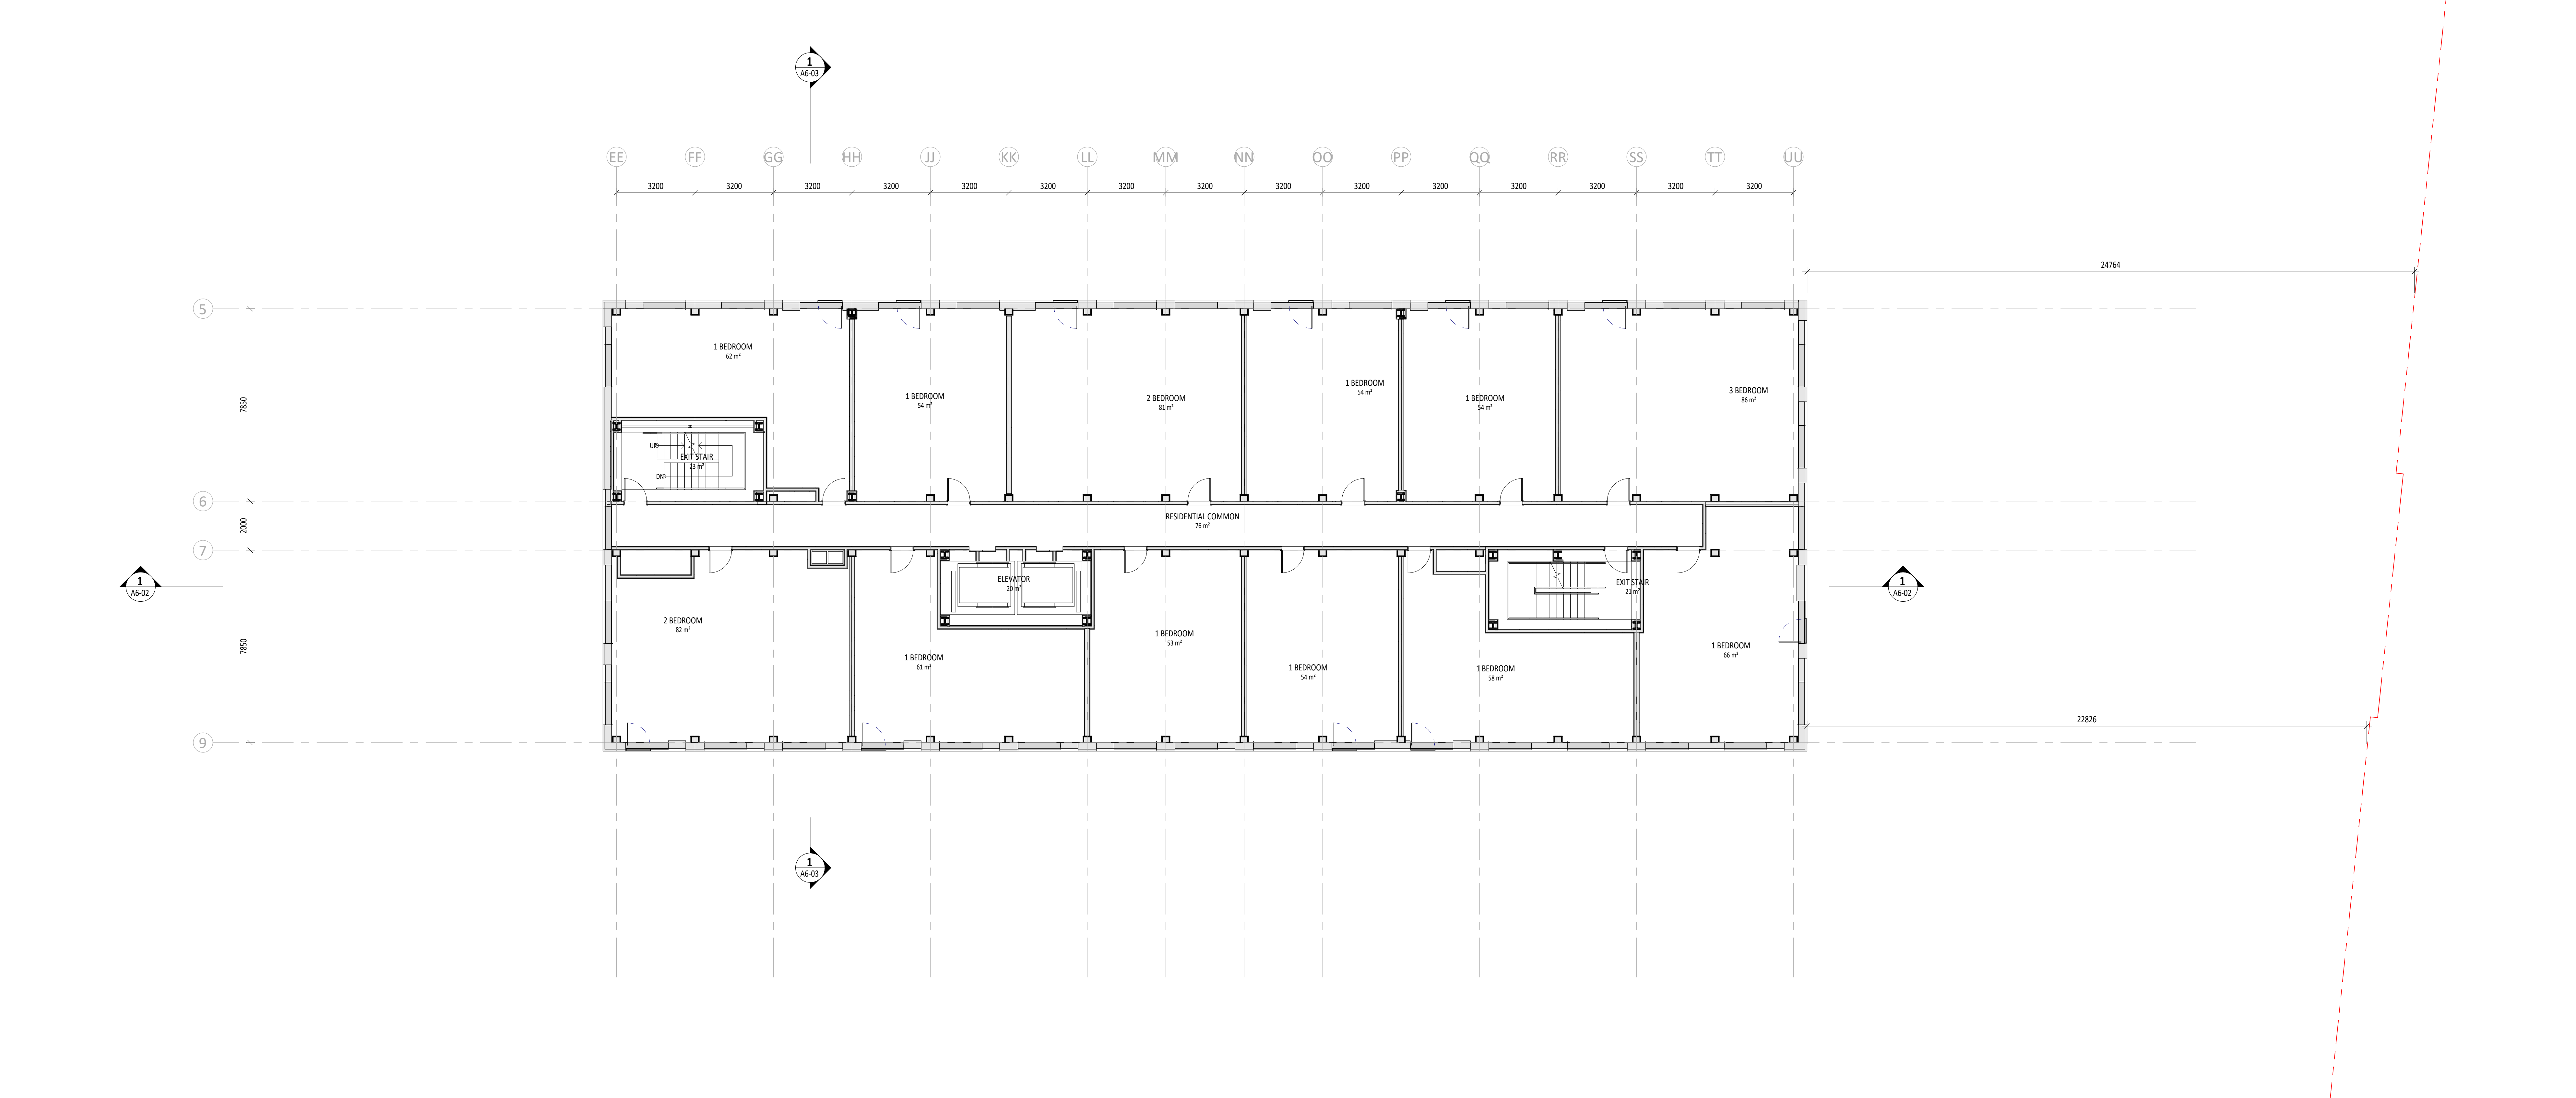 1
A6-03
EE FF GG HH JJ KK LL MM NN OO PP QQ RR SS TT UU
3200 3200 3200 3200 3200 3200 3200 3200 3200 3200 3200 3200 3200 3200 3200
24764
5
1 BEDROOM
62 m²
1 BEDROOM
54 m²
2 BEDROOM
81 m²
1 BEDROOM
54 m²
1 BEDROOM
54 m²
3 BEDROOM
86 m²
7850
UP
EXIT STAIR
23 m²
DN
6
2000
RESIDENTIAL COMMON
76 m²
7
ELEVATOR
20 m²
EXIT STAIR
21 m²
1
A6-02
1
A6-02
2 BEDROOM
82 m²
1 BEDROOM
61 m²
1 BEDROOM
53 m²
1 BEDROOM
54 m²
1 BEDROOM
58 m²
1 BEDROOM
66 m²
7850
22826
9
1
A6-03